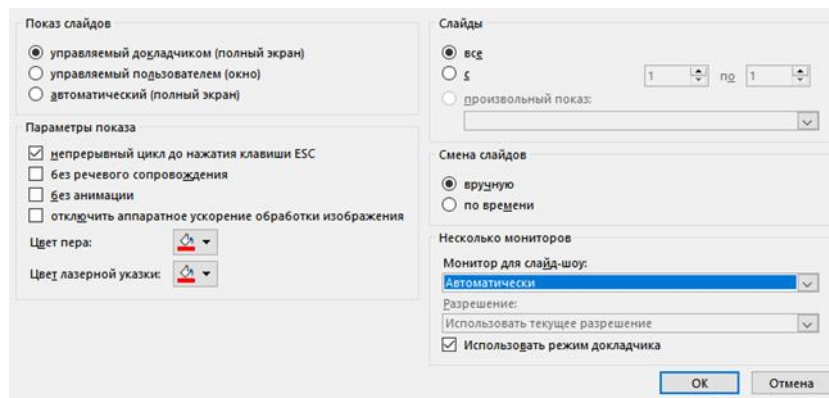 Показ слайдов
управляемый докладчиком (полный экран)
управляемый пользователем (окно)
автоматический (полный экран)
Параметры показа
непрерывный цикл до нажатия клавиши ESC
без речевого сопровождения
без анимации
отключить аппаратное ускорение обработки изображения
Цвет пера:
Цвет лазерной указки:
Слайды
все
с 1 по 1
произвольный показ:
Смена слайдов
вручную
по времени
Несколько мониторов
Монитор для слайд-шоу:
Автоматически
Разрешение:
Использовать текущее разрешение
Использовать режим докладчика
ОК Отмена